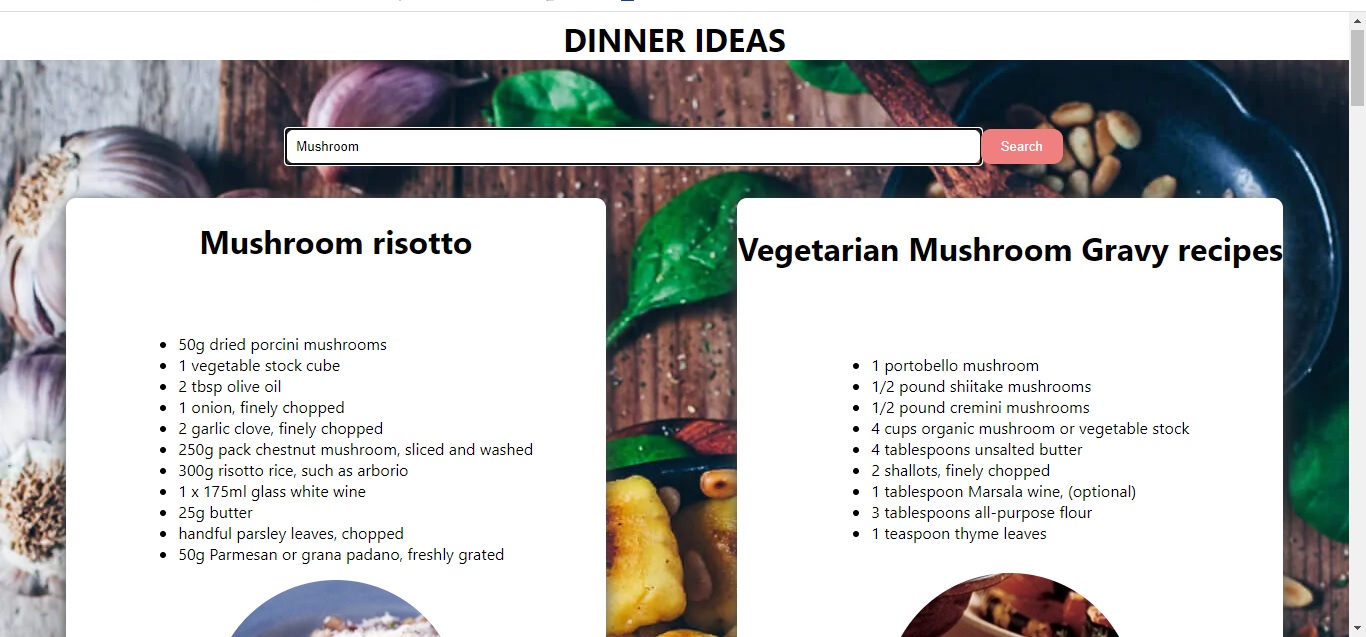 DINNER IDEAS
Mushroom
Search
Mushroom risotto
50g dried porcini mushrooms
1 vegetable stock cube
2 tbsp olive oil
1 onion, finely chopped
2 garlic clove, finely chopped
250g pack chestnut mushroom, sliced and washed
300g risotto rice, such as arborio
1 x 175ml glass white wine
25g butter
handful parsley leaves, chopped
50g Parmesan or grana padano, freshly grated
Vegetarian Mushroom Gravy recipes
1 portobello mushroom
1/2 pound shiitake mushrooms
1/2 pound cremini mushrooms
4 cups organic mushroom or vegetable stock
4 tablespoons unsalted butter
2 shallots, finely chopped
1 tablespoon Marsala wine, (optional)
3 tablespoons all-purpose flour
1 teaspoon thyme leaves